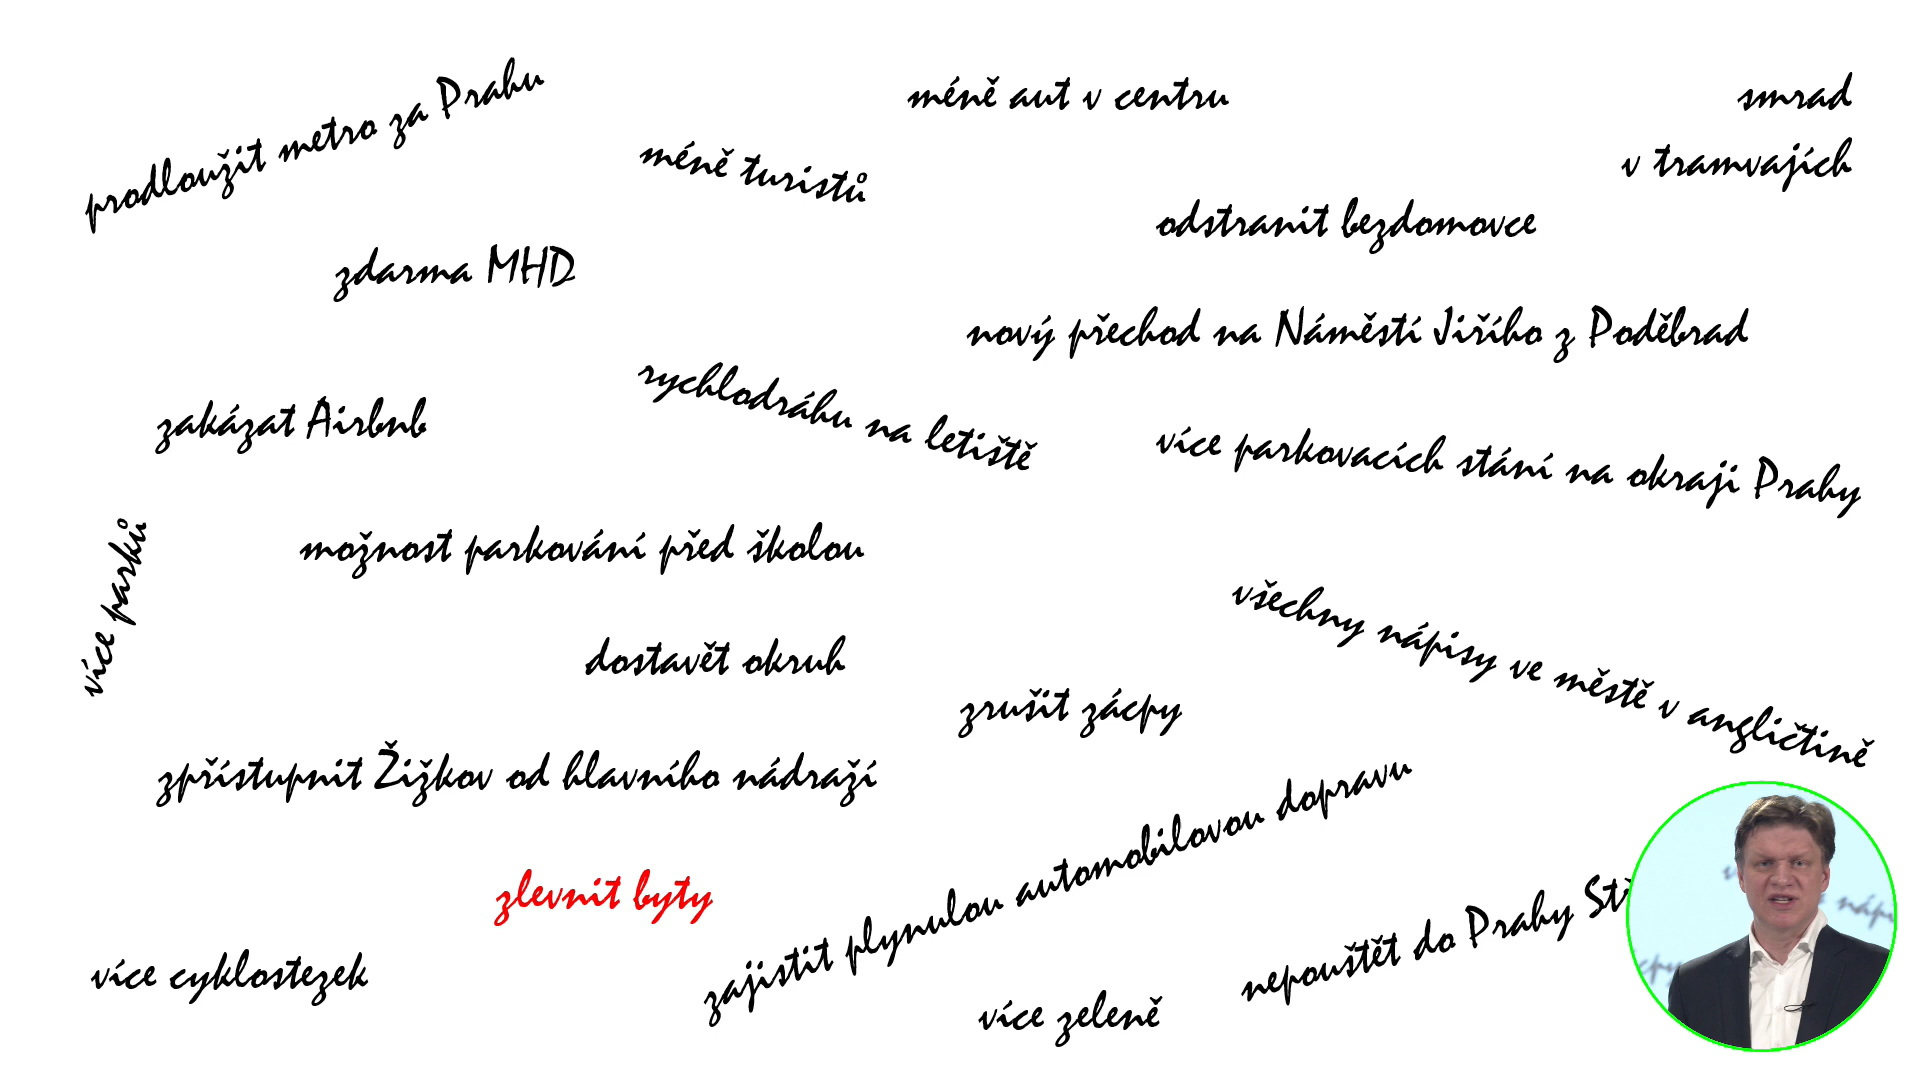 prodloužit metro za Prahu
méně aut v centru
smrad
v tramvajích
méně turistů
odstranit bezdomovce
zdarma MHD
nový přechod na Náměstí Jiřího z Poděbrad
rychlodráhu na letiště
zakázat Airbnb
více parkovacích stání na okraji Prahy
více parků
možnost parkování před školou
všechny nápisy ve městě v angličtině
dostavět okruh
zrušit zácpy
zpřístupnit Žižkov od hlavního nádraží
zajistit plynulou automobilovou dopravu
zlevnit byty
nepouštět do Prahy
více cyklostezek
více zeleně